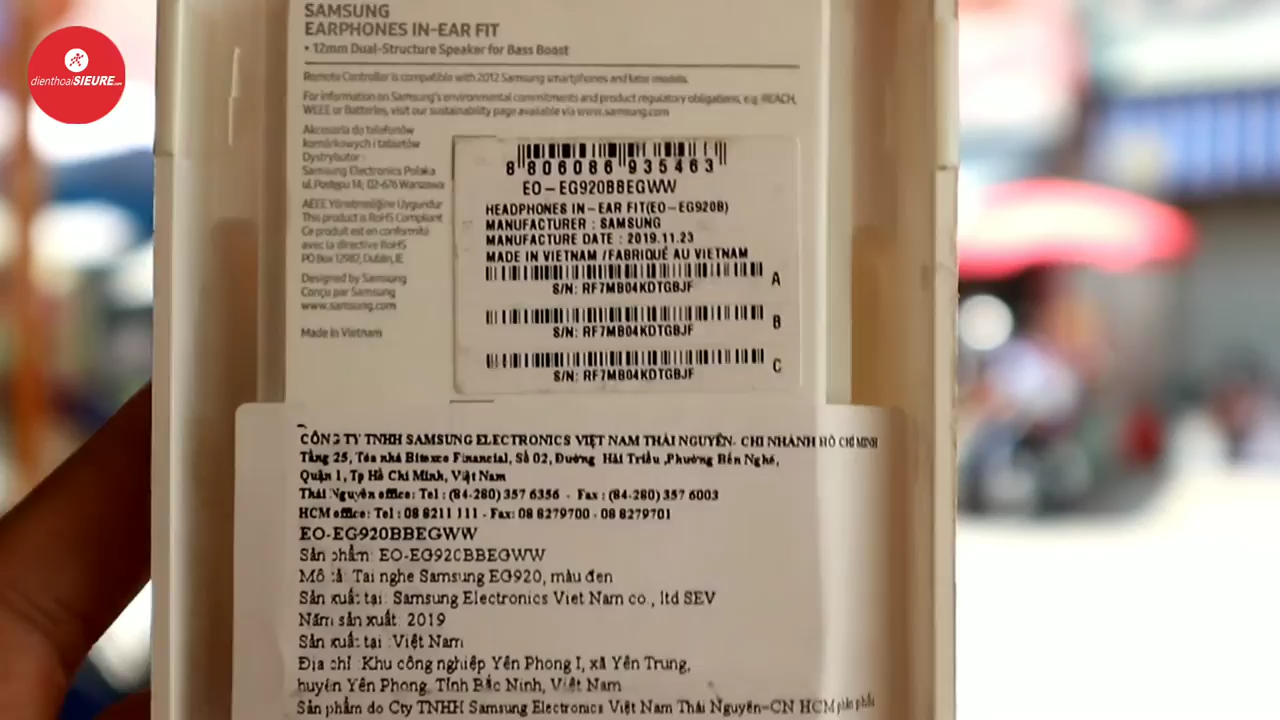 dienthoaiSIEURE.com
SAMSUNG
EARPHONES IN-EAR FIT
• 12mm Dual-Structure Speaker for Bass Boost
Remote Controller is compatible with 2012 Samsung smartphones and later models.
For information on Samsung's environmental commitments and product regulatory obligations, e.g. REACH,
WEEE or Batteries, visit our sustainability page available via www.samsung.com
Akcesoria do telefonów
komórkowych i tabletów
Dystrybutor:
Samsung Electronics Polska
ul. Postępu 14, 02-676 Warszawa
AEEE Yönetmeliğine Uygundur
This product is RoHS Compliant
Ce produit est en conformité
avec la directive RoHS
PO Box 12987, Dublin, IE
Designed by Samsung
Conçu par Samsung
www.samsung.com
Made in Vietnam
8 806086 935463
EO-EG920BBEGWW
HEADPHONES IN-EAR FIT(EO-EG920B)
MANUFACTURER : SAMSUNG
MANUFACTURE DATE : 2019.11.23
MADE IN VIETNAM /FABRIQUÉ AU VIETNAM
A
S/N: RF7MB04KDTGBJF
B
S/N: RF7MB04KDTGBJF
C
S/N: RF7MB04KDTGBJF
CÔNG TY TNHH SAMSUNG ELECTRONICS VIỆT NAM THÁI NGUYÊN- CHI NHÁNH HỒ CHÍ MINH
Tầng 25, Tòa nhà Bitexco Financial, Số 02, Đường Hải Triều ,Phường Bến Nghé,
Quận 1, Tp Hồ Chí Minh, Việt Nam
Thái Nguyên office: Tel : (84-280) 357 6356 - Fax : (84-280) 357 6003
HCM office: Tel : 08 8211 111 - Fax: 08 8279700 - 08 8279701
EO-EG920BBEGWW
Sản phẩm: EO-EG920BBEGWW
Mô tả: Tai nghe Samsung EG920, màu đen
Sản xuất tại: Samsung Electronics Viet Nam co., ltd SEV
Năm sản xuất: 2019
Sản xuất tại :Việt Nam
Địa chỉ :Khu công nghiệp Yên Phong I, xã Yên Trung,
huyện Yên Phong, Tỉnh Bắc Ninh, Việt Nam
Sản phẩm do Cty TNHH Samsung Electronics Việt Nam Thái Nguyên-CN HCM phân phối